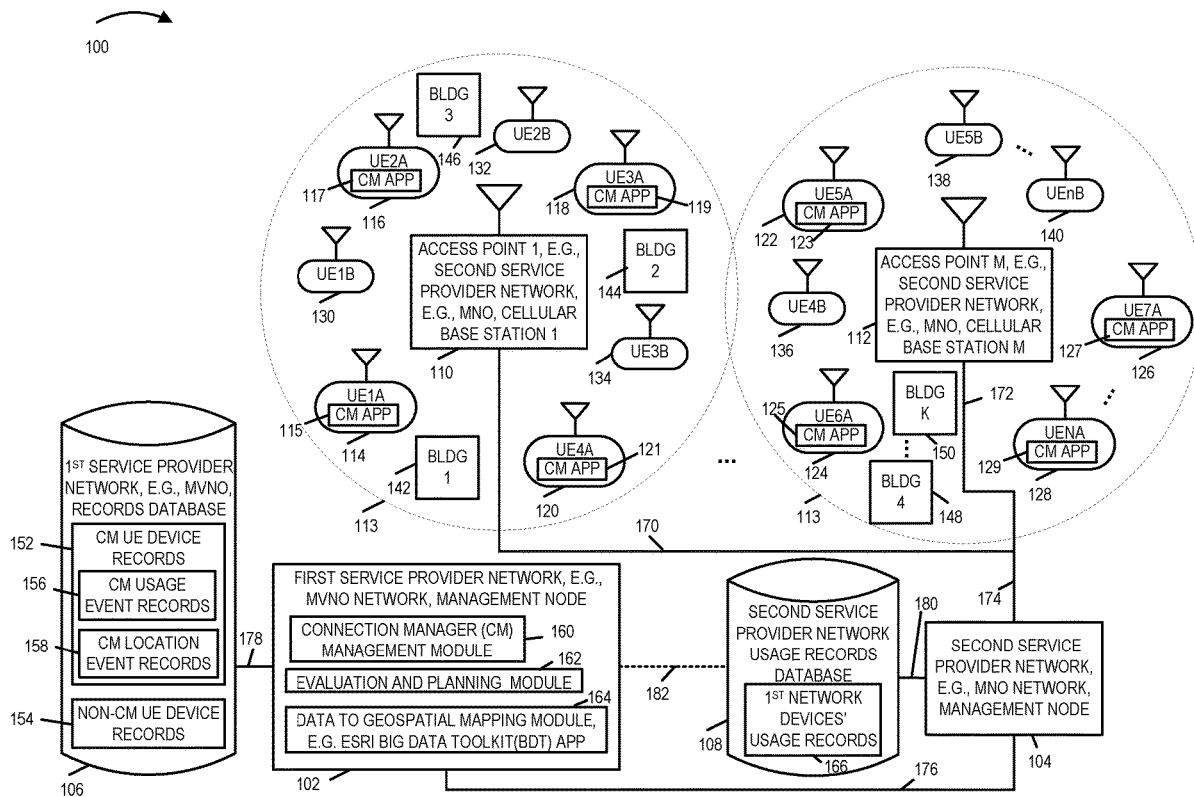 100
BLDG
3
146
UE2B
132
UE2A
CM APP
117
116
UE3A
CM APP
118
119
UE1B
130
ACCESS POINT 1, E.G.,
SECOND SERVICE
PROVIDER NETWORK,
E.G., MNO, CELLULAR
BASE STATION 1
110
BLDG
2
144
UE3B
134
UE1A
CM APP
115
114
BLDG
1
142
113
UE4A
CM APP
121
120
...
UE5B
138
...
UEnB
140
UE5A
CM APP
122
123
UE4B
136
ACCESS POINT M, E.G.,
SECOND SERVICE
PROVIDER NETWORK,
E.G., MNO, CELLULAR
BASE STATION M
112
UE7A
CM APP
127
126
...
172
UE6A
CM APP
125
124
BLDG
K
150
...
BLDG
4
148
113
UENA
CM APP
129
128
1ST SERVICE PROVIDER
NETWORK, E.G., MVNO,
RECORDS DATABASE
152
CM UE DEVICE
RECORDS
156
CM USAGE
EVENT RECORDS
158
CM LOCATION
EVENT RECORDS
154
NON-CM UE DEVICE
RECORDS
106
178
170
FIRST SERVICE PROVIDER NETWORK, E.G.,
MVNO NETWORK, MANAGEMENT NODE
CONNECTION MANAGER (CM)
MANAGEMENT MODULE
160
162
EVALUATION AND PLANNING MODULE
164
DATA TO GEOSPATIAL MAPPING MODULE,
E.G. ESRI BIG DATA TOOLKIT(BDT) APP
102
182
SECOND SERVICE
PROVIDER NETWORK
USAGE RECORDS
DATABASE
1ST NETWORK
DEVICES'
USAGE RECORDS
108
166
180
174
SECOND SERVICE
PROVIDER NETWORK,
E.G., MNO NETWORK,
MANAGEMENT NODE
104
176